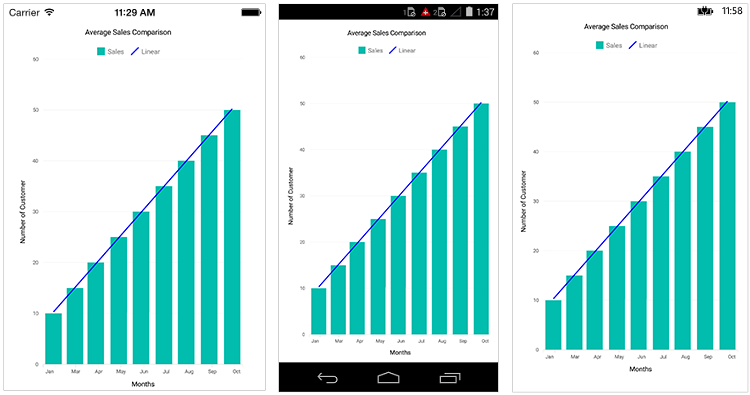 Carrier 11:29 AM
Average Sales Comparison
Sales Linear
60
50
40
30
20
10
0
Number of Customer
Jan Mar Apr May Jun Jul Aug Sep Oct
Months
1 2 1:37
Average Sales Comparison
Sales Linear
60
50
40
30
20
10
0
Number of Customer
Jan Mar Apr May Jun Jul Aug Sep Oct
Months
11:58
Average Sales Comparison
Sales Linear
60
50
40
30
20
10
0
Number of Customer
Jan Mar Apr May Jun Jul Aug Sep Oct
Months